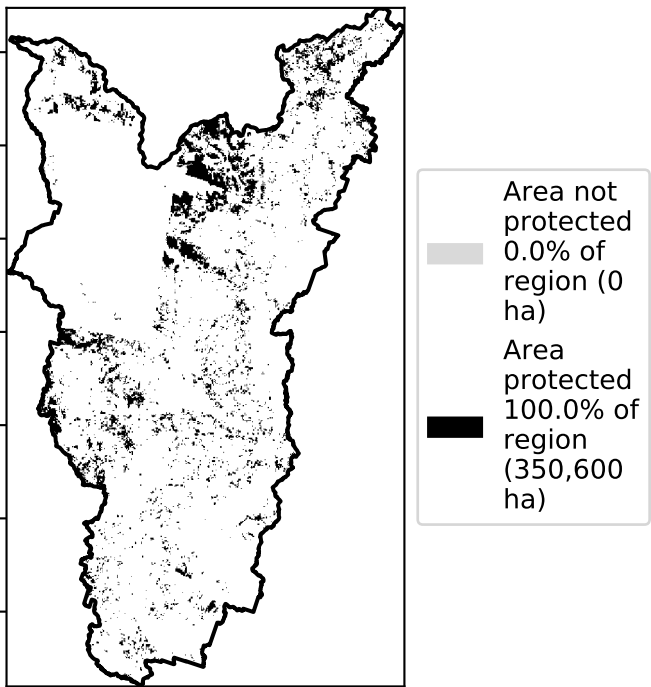 Area not
protected
0.0% of
region (0
ha)
Area
protected
100.0% of
region
(350,600
ha)